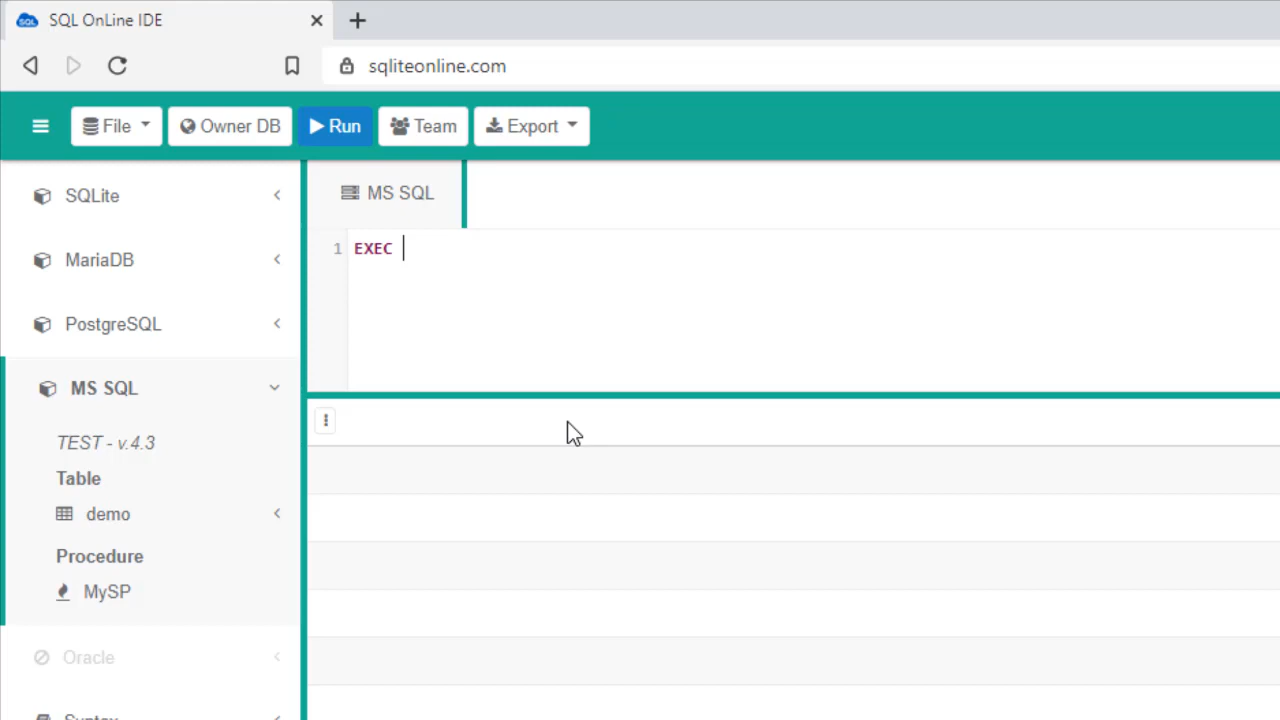 SQL OnLine IDE
sqliteonline.com
File Owner DB Run Team Export
SQLite
MariaDB
PostgreSQL
MS SQL
TEST - v.4.3
Table
demo
Procedure
MySP
Oracle
Syntax
MS SQL
1 EXEC